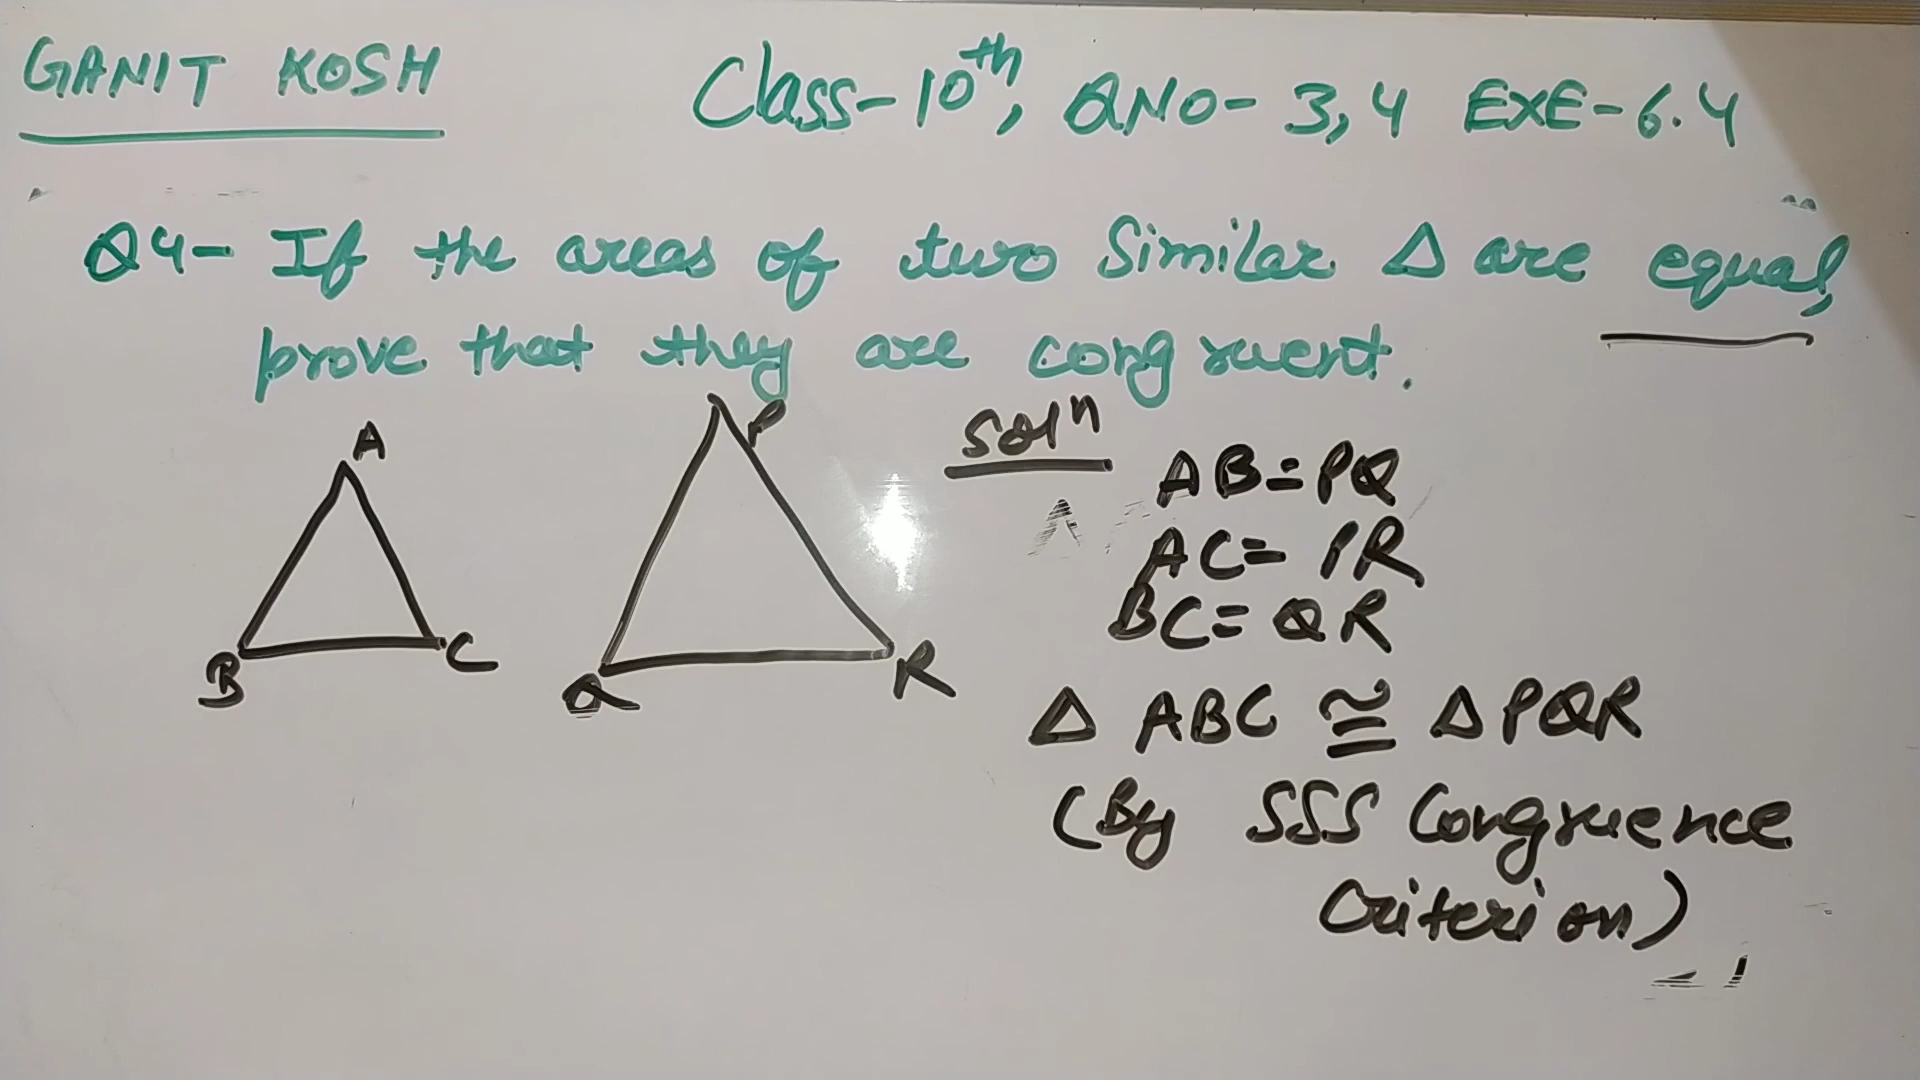 GANIT KOSH
Class-10th, QNO- 3,4 EXE-6.4
Q4- If the areas of two Similar Δ are equal,
prove that they are congruent.
A
B
C
P
Q
R
Soln
AB=PQ
AC=PR
BC=QR
Δ ABC ≅ ΔPQR
(By SSS Congruence
Criterion)